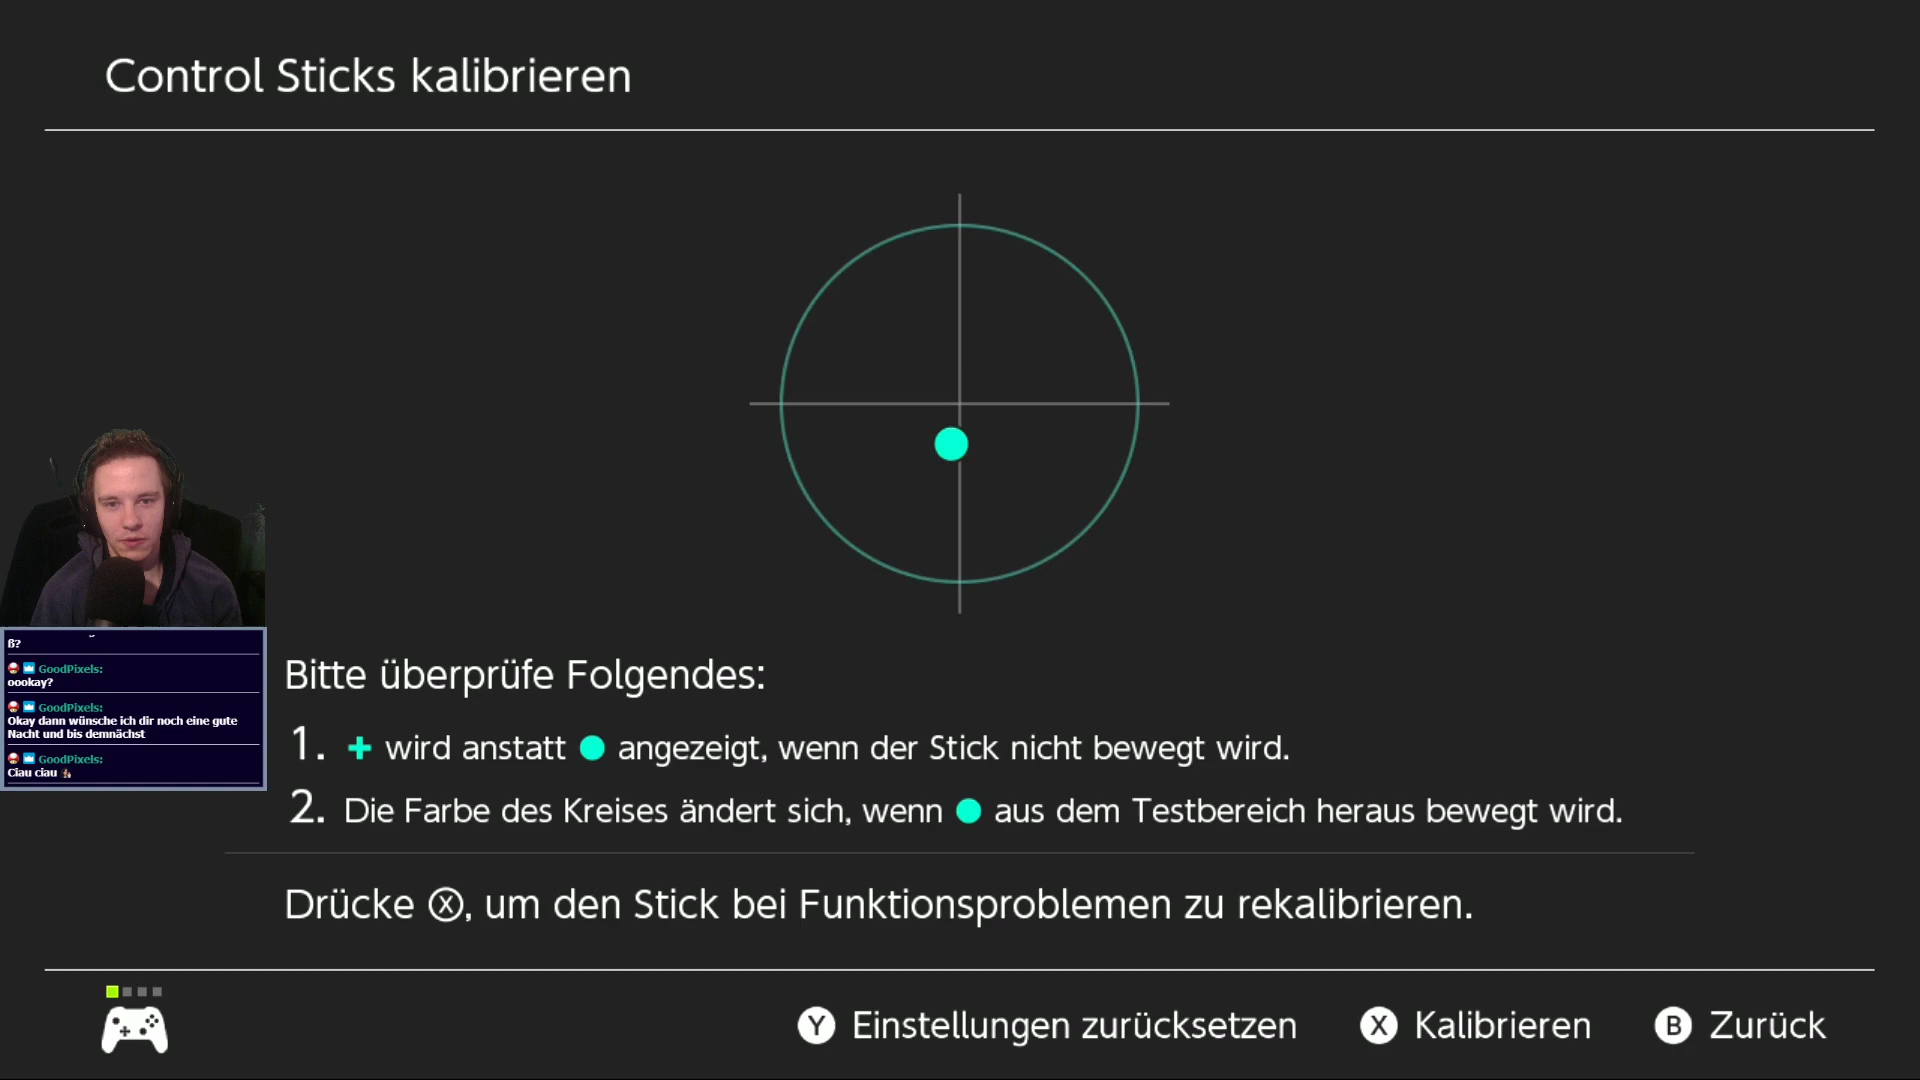 Control Sticks kalibrieren
ß?
GoodPixels:
oookay?
GoodPixels:
Okay dann wünsche ich dir noch eine gute
Nacht und bis demnächst
GoodPixels:
Ciau ciau
Bitte überprüfe Folgendes:
1. + wird anstatt ● angezeigt, wenn der Stick nicht bewegt wird.
2. Die Farbe des Kreises ändert sich, wenn ● aus dem Testbereich heraus bewegt wird.
Drücke Ⓧ, um den Stick bei Funktionsproblemen zu rekalibrieren.
Y Einstellungen zurücksetzen
X Kalibrieren
B Zurück